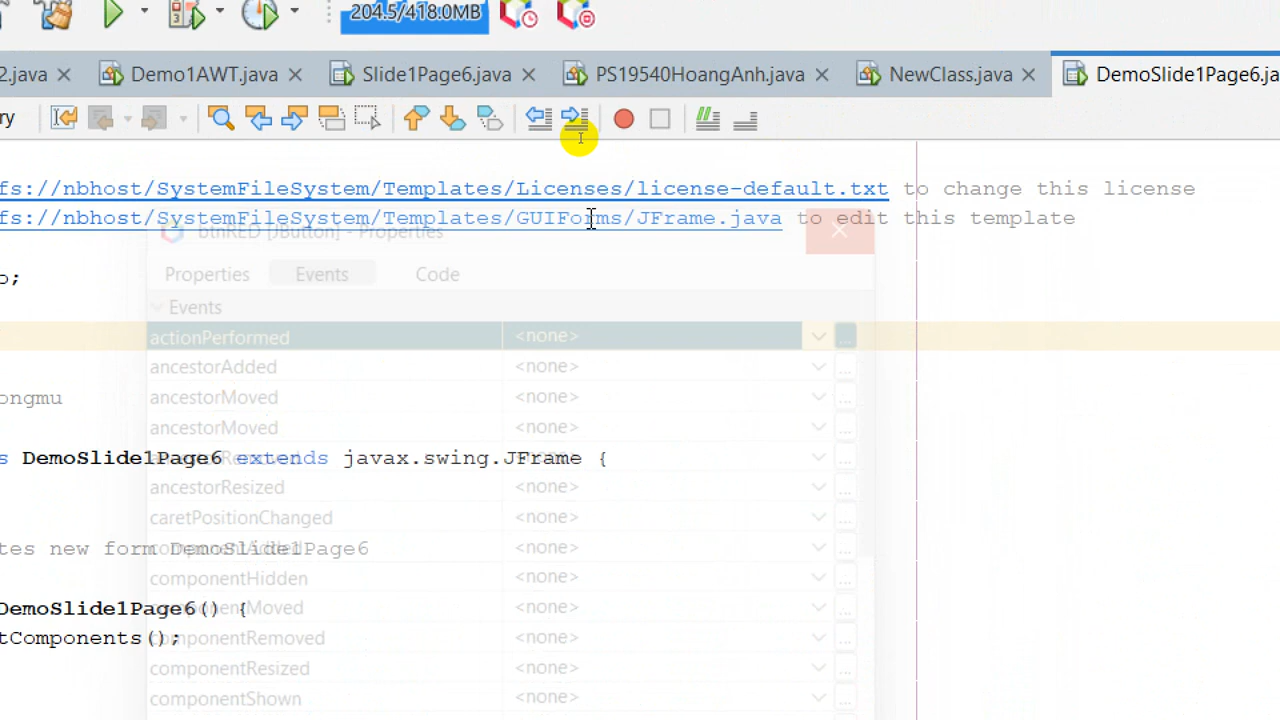 204.5/418.0MB
2.java
Demo1AWT.java
Slide1Page6.java
PS19540HoangAnh.java
NewClass.java
DemoSlide1Page6.ja
ry
fs://nbhost/SystemFileSystem/Templates/Licenses/license-default.txt to change this license
fs://nbhost/SystemFileSystem/Templates/GUIForms/JFrame.java to edit this template
btnRED [JButton] - Properties
Properties
Events
Code
o;
Events
actionPerformed <none> ...
ancestorAdded <none> ...
ongmu
ancestorMoved <none> ...
ancestorMoved <none> ...
s DemoSlide1Page6 extends javax.swing.JFrame {
ancestorResized <none> ...
caretPositionChanged <none> ...
tes new form DemoSlide1Page6
componentAdded <none> ...
componentHidden <none> ...
DemoSlide1Page6() {
componentMoved <none> ...
tComponents();
componentRemoved <none> ...
componentResized <none> ...
componentShown <none> ...